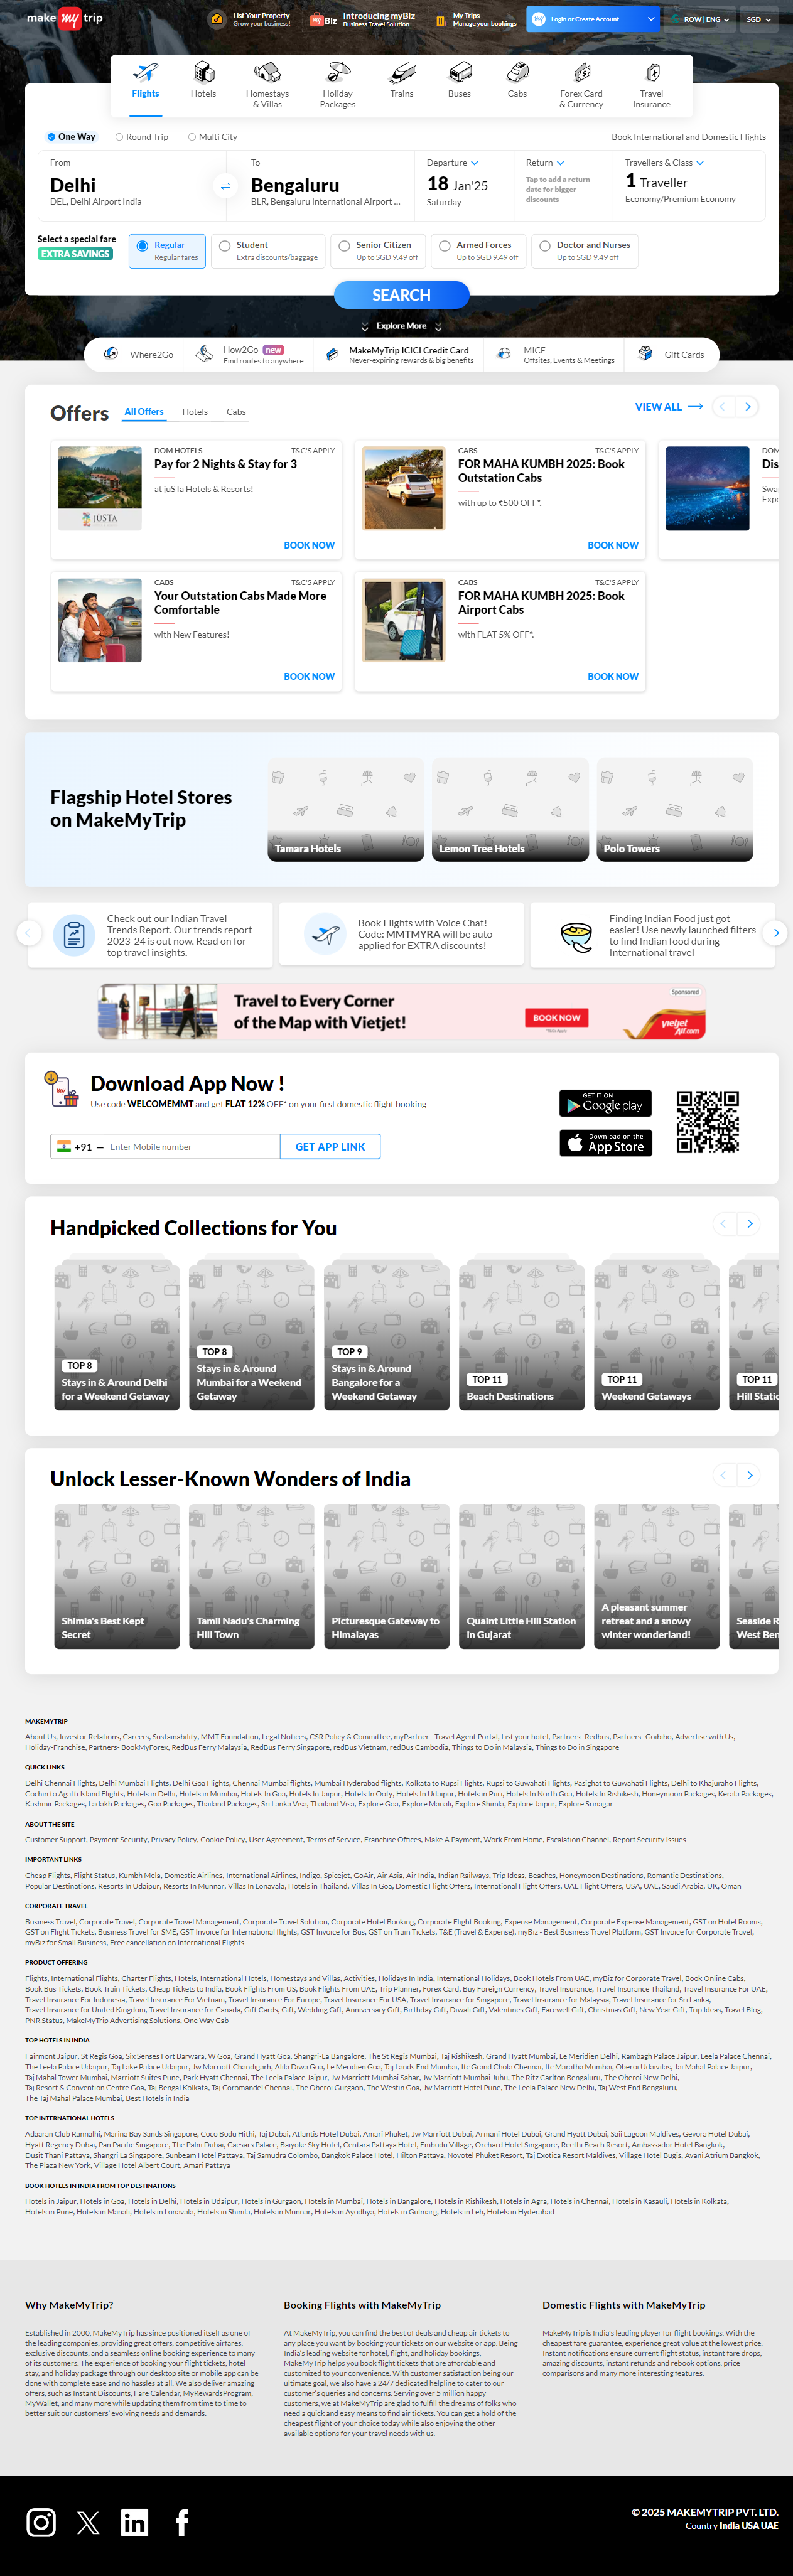 make my trip
List Your Property
Grow your business!
myBiz
Introducing myBiz
Business Travel Solution
My Trips
Manage your bookings
my
Login or Create Account
ROW | ENG
SGD
Flights
Hotels
Homestays
& Villas
Holiday
Packages
Trains
Buses
Cabs
Forex Card
& Currency
Travel
Insurance
One Way
Round Trip
Multi City
Book International and Domestic Flights
From
Delhi
DEL, Delhi Airport India
To
Bengaluru
BLR, Bengaluru International Airport ...
Departure
18 Jan'25
Saturday
Return
Tap to add a return
date for bigger
discounts
Travellers & Class
1 Traveller
Economy/Premium Economy
Select a special fare
EXTRA SAVINGS
Regular
Regular fares
Student
Extra discounts/baggage
Senior Citizen
Up to SGD 9.49 off
Armed Forces
Up to SGD 9.49 off
Doctor and Nurses
Up to SGD 9.49 off
SEARCH
Explore More
Where2Go
How2Go new
Find routes to anywhere
MakeMyTrip ICICI Credit Card
Never-expiring rewards & big benefits
MICE
Offsites, Events & Meetings
Gift Cards
Offers
All Offers
Hotels
Cabs
VIEW ALL
DOM HOTELS
T&C'S APPLY
Pay for 2 Nights & Stay for 3
at jüSTa Hotels & Resorts!
JUSTA
BOOK NOW
CABS
T&C'S APPLY
FOR MAHA KUMBH 2025: Book
Outstation Cabs
with up to ₹500 OFF*.
BOOK NOW
DOM
Dis
Swa
Expe
CABS
T&C'S APPLY
Your Outstation Cabs Made More
Comfortable
with New Features!
BOOK NOW
CABS
T&C'S APPLY
FOR MAHA KUMBH 2025: Book
Airport Cabs
with FLAT 5% OFF*.
BOOK NOW
Flagship Hotel Stores
on MakeMyTrip
Tamara Hotels
Lemon Tree Hotels
Polo Towers
Check out our Indian Travel
Trends Report. Our trends report
2023-24 is out now. Read on for
top travel insights.
Book Flights with Voice Chat!
Code: MMTMYRA will be auto-
applied for EXTRA discounts!
Finding Indian Food just got
easier! Use newly launched filters
to find Indian food during
International travel
Travel to Every Corner
of the Map with Vietjet!
BOOK NOW
Sponsored
vietjet Air.com
Download App Now !
Use code WELCOMEMMT and get FLAT 12% OFF* on your first domestic flight booking
+91
Enter Mobile number
GET APP LINK
GET IT ON
Google play
Download on the
App Store
Handpicked Collections for You
TOP 8
Stays in & Around Delhi
for a Weekend Getaway
TOP 8
Stays in & Around
Mumbai for a Weekend
Getaway
TOP 9
Stays in & Around
Bangalore for a
Weekend Getaway
TOP 11
Beach Destinations
TOP 11
Weekend Getaways
TOP 11
Hill Static
Unlock Lesser-Known Wonders of India
Shimla's Best Kept
Secret
Tamil Nadu's Charming
Hill Town
Picturesque Gateway to
Himalayas
Quaint Little Hill Station
in Gujarat
A pleasant summer
retreat and a snowy
winter wonderland!
Seaside R
West Ben
MAKEMYTRIP
About Us, Investor Relations, Careers, Sustainability, MMT Foundation, Legal Notices, CSR Policy & Committee, myPartner - Travel Agent Portal, List your hotel, Partners- Redbus, Partners- Goibibo, Advertise with Us,
Holiday-Franchise, Partners- BookMyForex, RedBus Ferry Malaysia, RedBus Ferry Singapore, redBus Vietnam, redBus Cambodia, Things to Do in Malaysia, Things to Do in Singapore
QUICK LINKS
Delhi Chennai Flights, Delhi Mumbai Flights, Delhi Goa Flights, Chennai Mumbai flights, Mumbai Hyderabad flights, Kolkata to Rupsi Flights, Rupsi to Guwahati Flights, Pasighat to Guwahati Flights, Delhi to Khajuraho Flights,
Cochin to Agatti Island Flights, Hotels in Delhi, Hotels in Mumbai, Hotels In Goa, Hotels In Jaipur, Hotels In Ooty, Hotels In Udaipur, Hotels in Puri, Hotels In North Goa, Hotels In Rishikesh, Honeymoon Packages, Kerala Packages,
Kashmir Packages, Ladakh Packages, Goa Packages, Thailand Packages, Sri Lanka Visa, Thailand Visa, Explore Goa, Explore Manali, Explore Shimla, Explore Jaipur, Explore Srinagar
ABOUT THE SITE
Customer Support, Payment Security, Privacy Policy, Cookie Policy, User Agreement, Terms of Service, Franchise Offices, Make A Payment, Work From Home, Escalation Channel, Report Security Issues
IMPORTANT LINKS
Cheap Flights, Flight Status, Kumbh Mela, Domestic Airlines, International Airlines, Indigo, Spicejet, GoAir, Air Asia, Air India, Indian Railways, Trip Ideas, Beaches, Honeymoon Destinations, Romantic Destinations,
Popular Destinations, Resorts In Udaipur, Resorts In Munnar, Villas In Lonavala, Hotels in Thailand, Villas In Goa, Domestic Flight Offers, International Flight Offers, UAE Flight Offers, USA, UAE, Saudi Arabia, UK, Oman
CORPORATE TRAVEL
Business Travel, Corporate Travel, Corporate Travel Management, Corporate Travel Solution, Corporate Hotel Booking, Corporate Flight Booking, Expense Management, Corporate Expense Management, GST on Hotel Rooms,
GST on Flight Tickets, Business Travel for SME, GST Invoice for International flights, GST Invoice for Bus, GST on Train Tickets, T&E (Travel & Expense), myBiz - Best Business Travel Platform, GST Invoice for Corporate Travel,
myBiz for Small Business, Free cancellation on International Flights
PRODUCT OFFERING
Flights, International Flights, Charter Flights, Hotels, International Hotels, Homestays and Villas, Activities, Holidays In India, International Holidays, Book Hotels From UAE, myBiz for Corporate Travel, Book Online Cabs,
Book Bus Tickets, Book Train Tickets, Cheap Tickets to India, Book Flights From US, Book Flights From UAE, Trip Planner, Forex Card, Buy Foreign Currency, Travel Insurance, Travel Insurance Thailand, Travel Insurance For UAE,
Travel Insurance For Indonesia, Travel Insurance For Vietnam, Travel Insurance For Europe, Travel Insurance For USA, Travel Insurance for Singapore, Travel Insurance for Malaysia, Travel Insurance for Sri Lanka,
Travel Insurance for United Kingdom, Travel Insurance for Canada, Gift Cards, Gift, Wedding Gift, Anniversary Gift, Birthday Gift, Diwali Gift, Valentines Gift, Farewell Gift, Christmas Gift, New Year Gift, Trip Ideas, Travel Blog,
PNR Status, MakeMyTrip Advertising Solutions, One Way Cab
TOP HOTELS IN INDIA
Fairmont Jaipur, St Regis Goa, Six Senses Fort Barwara, W Goa, Grand Hyatt Goa, Shangri-La Bangalore, The St Regis Mumbai, Taj Rishikesh, Grand Hyatt Mumbai, Le Meridien Delhi, Rambagh Palace Jaipur, Leela Palace Chennai,
The Leela Palace Udaipur, Taj Lake Palace Udaipur, Jw Marriott Chandigarh, Alila Diwa Goa, Le Meridien Goa, Taj Lands End Mumbai, Itc Grand Chola Chennai, Itc Maratha Mumbai, Oberoi Udaivilas, Jai Mahal Palace Jaipur,
Taj Mahal Tower Mumbai, Marriott Suites Pune, Park Hyatt Chennai, The Leela Palace Jaipur, Jw Marriott Mumbai Sahar, Jw Marriott Mumbai Juhu, The Ritz Carlton Bengaluru, The Oberoi New Delhi,
Taj Resort & Convention Centre Goa, Taj Bengal Kolkata, Taj Coromandel Chennai, The Oberoi Gurgaon, The Westin Goa, Jw Marriott Hotel Pune, The Leela Palace New Delhi, Taj West End Bengaluru,
The Taj Mahal Palace Mumbai, Best Hotels in India
TOP INTERNATIONAL HOTELS
Adaaran Club Rannalhi, Marina Bay Sands Singapore, Coco Bodu Hithi, Taj Dubai, Atlantis Hotel Dubai, Amari Phuket, Jw Marriott Dubai, Armani Hotel Dubai, Grand Hyatt Dubai, Saii Lagoon Maldives, Gevora Hotel Dubai,
Hyatt Regency Dubai, Pan Pacific Singapore, The Palm Dubai, Caesars Palace, Baiyoke Sky Hotel, Centara Pattaya Hotel, Embudu Village, Orchard Hotel Singapore, Reethi Beach Resort, Ambassador Hotel Bangkok,
Dusit Thani Pattaya, Shangri La Singapore, Sunbeam Hotel Pattaya, Taj Samudra Colombo, Bangkok Palace Hotel, Hilton Pattaya, Novotel Phuket Resort, Taj Exotica Resort Maldives, Village Hotel Bugis, Avani Atrium Bangkok,
The Plaza New York, Village Hotel Albert Court, Amari Pattaya
BOOK HOTELS IN INDIA FROM TOP DESTINATIONS
Hotels in Jaipur, Hotels in Goa, Hotels in Delhi, Hotels in Udaipur, Hotels in Gurgaon, Hotels in Mumbai, Hotels in Bangalore, Hotels in Rishikesh, Hotels in Agra, Hotels in Chennai, Hotels in Kasauli, Hotels in Kolkata,
Hotels in Pune, Hotels in Manali, Hotels in Lonavala, Hotels in Shimla, Hotels in Munnar, Hotels in Ayodhya, Hotels in Gulmarg, Hotels in Leh, Hotels in Hyderabad
Why MakeMyTrip?
Established in 2000, MakeMyTrip has since positioned itself as one of
the leading companies, providing great offers, competitive airfares,
exclusive discounts, and a seamless online booking experience to many
of its customers. The experience of booking your flight tickets, hotel
stay, and holiday package through our desktop site or mobile app can be
done with complete ease and no hassles at all. We also deliver amazing
offers, such as Instant Discounts, Fare Calendar, MyRewardsProgram,
MyWallet, and many more while updating them from time to time to
better suit our customers' evolving needs and demands.
Booking Flights with MakeMyTrip
At MakeMyTrip, you can find the best of deals and cheap air tickets to
any place you want by booking your tickets on our website or app. Being
India's leading website for hotel, flight, and holiday bookings,
MakeMyTrip helps you book flight tickets that are affordable and
customized to your convenience. With customer satisfaction being our
ultimate goal, we also have a 24/7 dedicated helpline to cater to our
customer's queries and concerns. Serving over 5 million happy
customers, we at MakeMyTrip are glad to fulfill the dreams of folks who
need a quick and easy means to find air tickets. You can get a hold of the
cheapest flight of your choice today while also enjoying the other
available options for your travel needs with us.
Domestic Flights with MakeMyTrip
MakeMyTrip is India's leading player for flight bookings. With the
cheapest fare guarantee, experience great value at the lowest price.
Instant notifications ensure current flight status, instant fare drops,
amazing discounts, instant refunds and rebook options, price
comparisons and many more interesting features.
© 2025 MAKEMYTRIP PVT. LTD.
Country India USA UAE